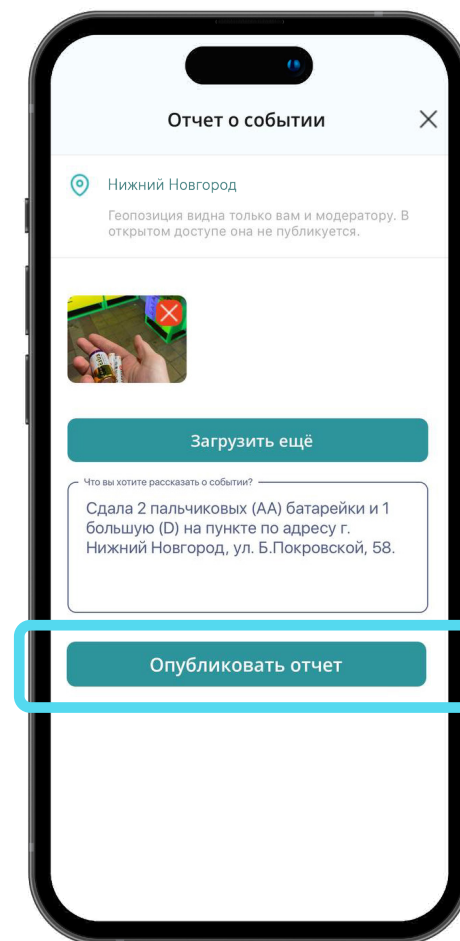 Отчет о событии
Нижний Новгород
Геопозиция видна только вам и модератору. В
открытом доступе она не публикуется.
Загрузить ещё
Что вы хотите рассказать о событии?
Сдала 2 пальчиковых (АА) батарейки и 1
большую (D) на пункте по адресу г.
Нижний Новгород, ул. Б.Покровской, 58.
Опубликовать отчет